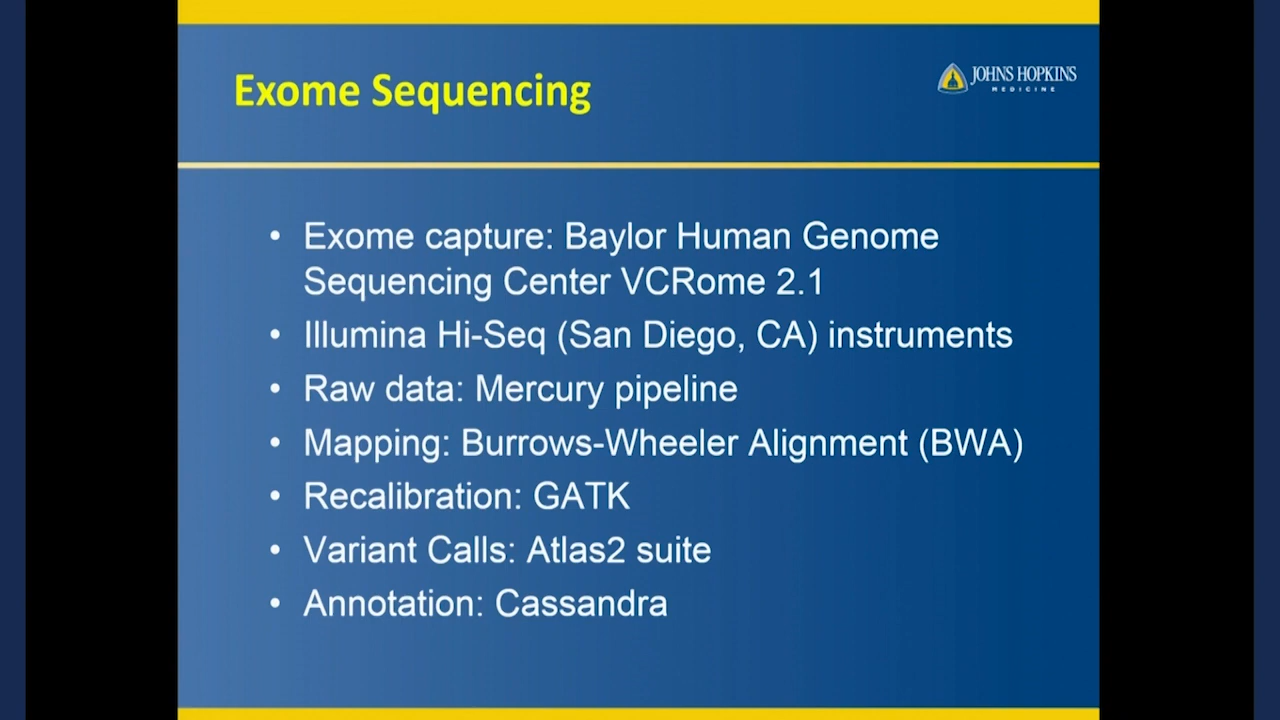 Exome Sequencing
JOHNS HOPKINS
MEDICINE
• Exome capture: Baylor Human Genome
Sequencing Center VCRome 2.1
• Illumina Hi-Seq (San Diego, CA) instruments
• Raw data: Mercury pipeline
• Mapping: Burrows-Wheeler Alignment (BWA)
• Recalibration: GATK
• Variant Calls: Atlas2 suite
• Annotation: Cassandra